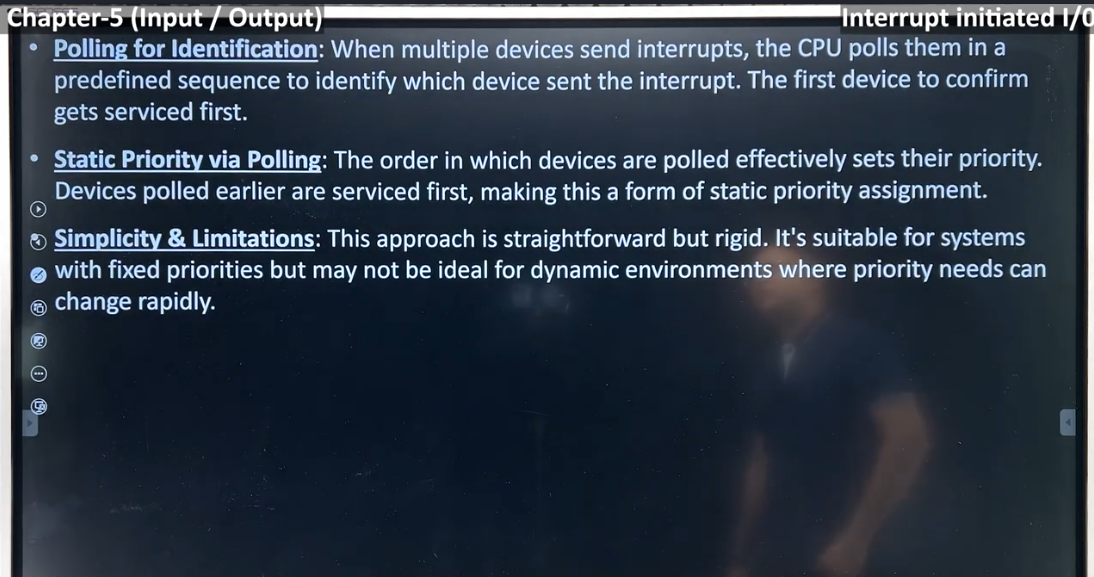 Chapter-5 (Input / Output)
Interrupt initiated I/O
• Polling for Identification: When multiple devices send interrupts, the CPU polls them in a
predefined sequence to identify which device sent the interrupt. The first device to confirm
gets serviced first.
• Static Priority via Polling: The order in which devices are polled effectively sets their priority.
Devices polled earlier are serviced first, making this a form of static priority assignment.
• Simplicity & Limitations: This approach is straightforward but rigid. It's suitable for systems
with fixed priorities but may not be ideal for dynamic environments where priority needs can
change rapidly.